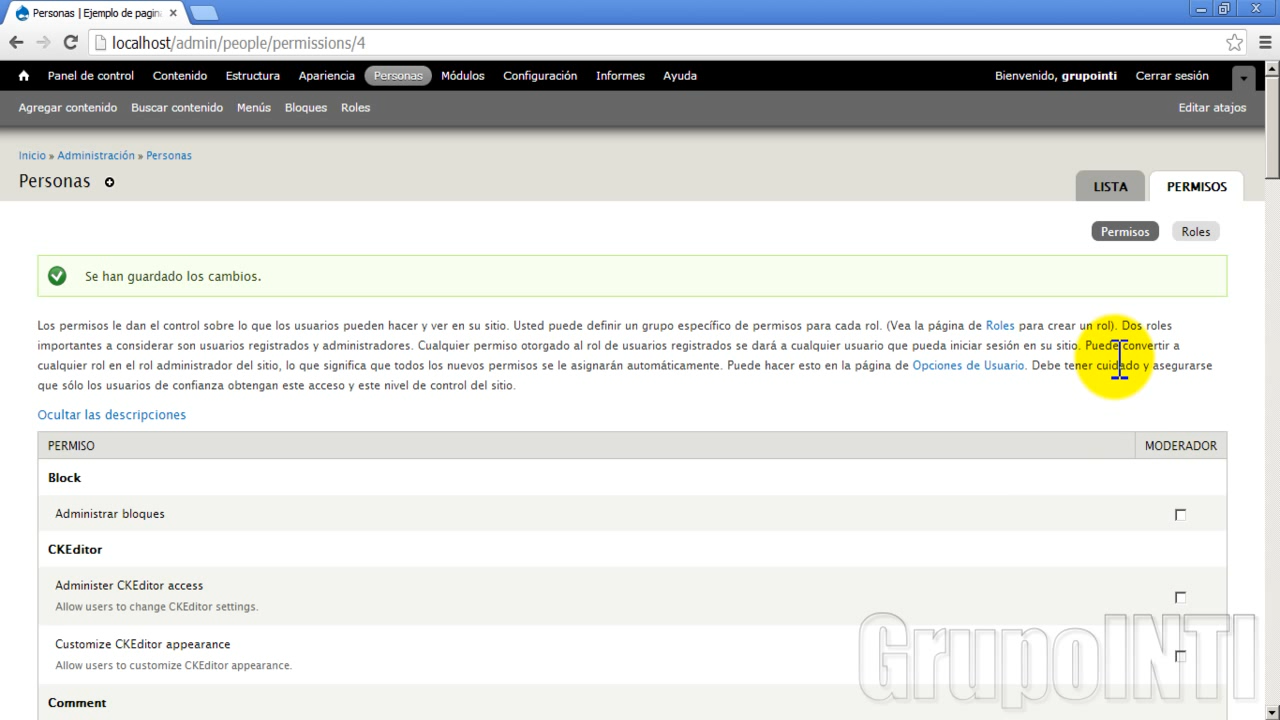 Personas | Ejemplo de pagin
localhost/admin/people/permissions/4
Panel de control Contenido Estructura Apariencia Personas Módulos Configuración Informes Ayuda Bienvenido, grupointi Cerrar sesión
Agregar contenido Buscar contenido Menús Bloques Roles Editar atajos
Inicio » Administración » Personas
Personas
LISTA PERMISOS
Permisos Roles
Se han guardado los cambios.
Los permisos le dan el control sobre lo que los usuarios pueden hacer y ver en su sitio. Usted puede definir un grupo específico de permisos para cada rol. (Vea la página de Roles para crear un rol). Dos roles
importantes a considerar son usuarios registrados y administradores. Cualquier permiso otorgado al rol de usuarios registrados se dará a cualquier usuario que pueda iniciar sesión en su sitio. Puede convertir a
cualquier rol en el rol administrador del sitio, lo que significa que todos los nuevos permisos se le asignarán automáticamente. Puede hacer esto en la página de Opciones de Usuario. Debe tener cuidado y asegurarse
que sólo los usuarios de confianza obtengan este acceso y este nivel de control del sitio.
Ocultar las descripciones
PERMISO MODERADOR
Block
Administrar bloques
CKEditor
Administer CKEditor access
Allow users to change CKEditor settings.
Customize CKEditor appearance
Allow users to customize CKEditor appearance.
Comment
GrupoINTI